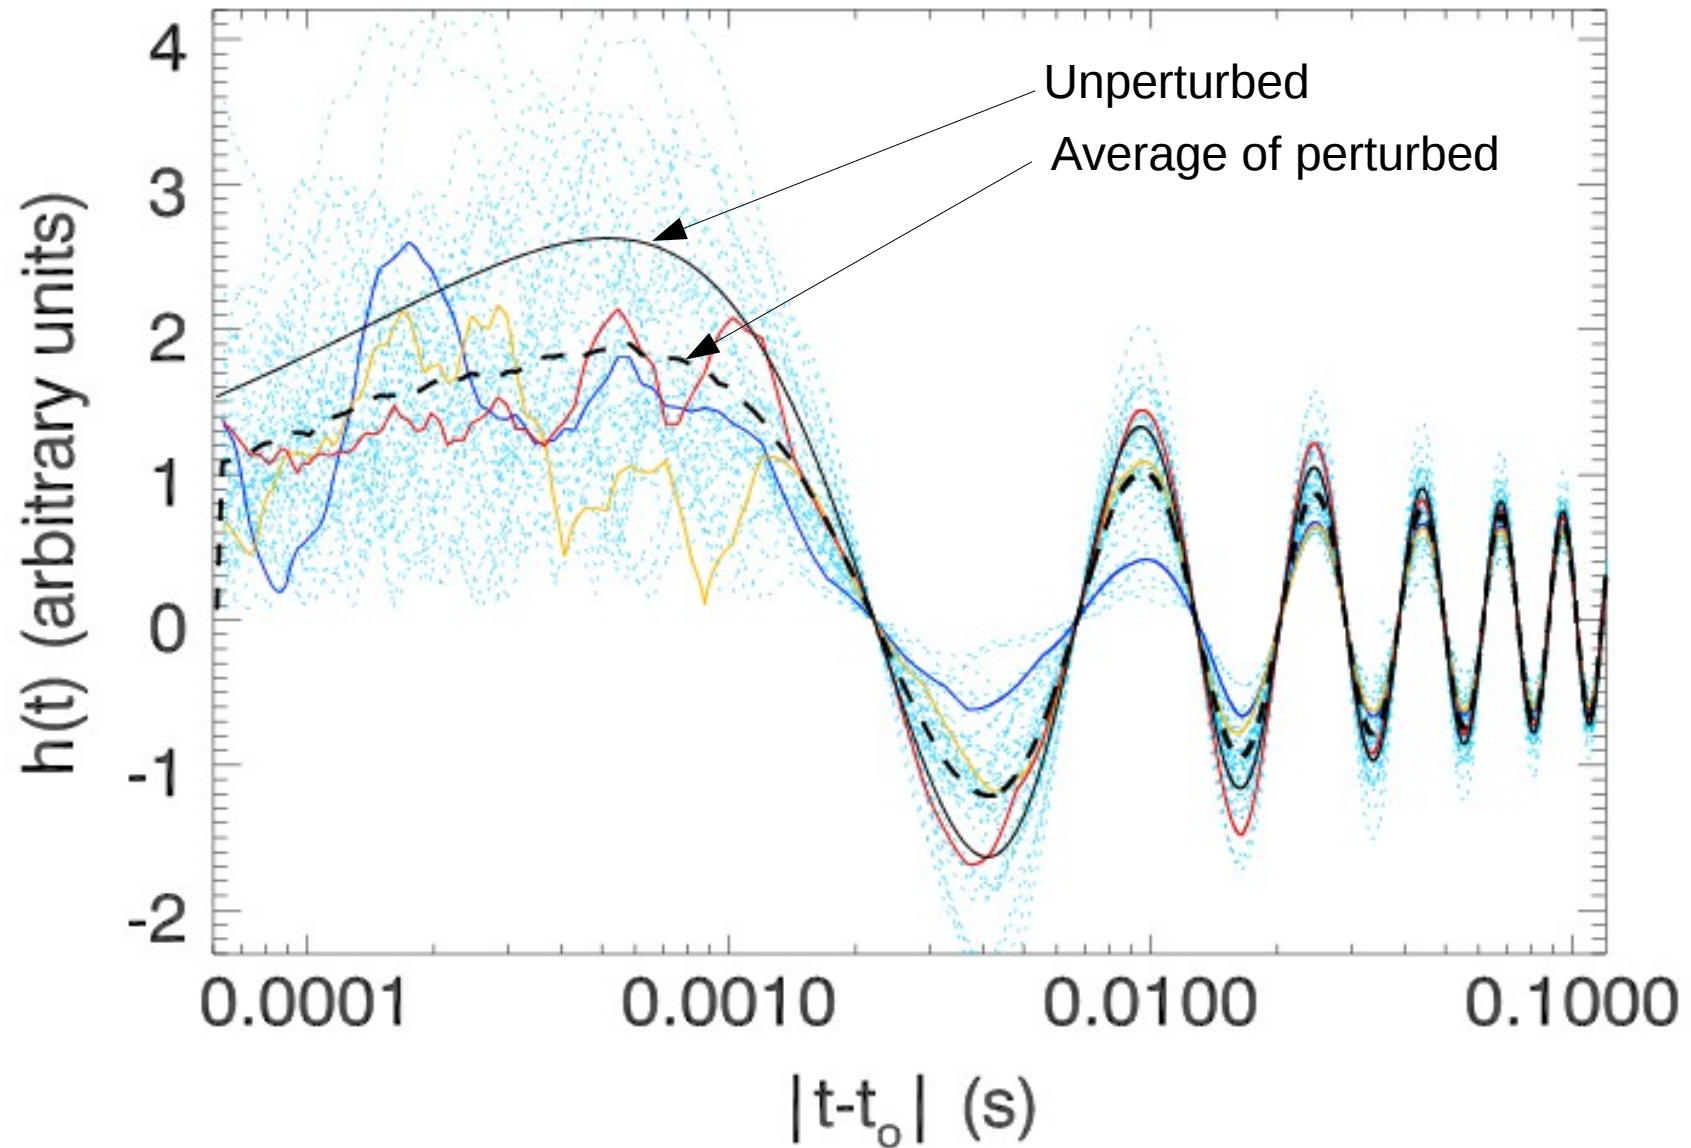 Unperturbed
Average of perturbed
h(t) (arbitrary units)
4
3
2
1
0
-1
-2
0.0001 0.0010 0.0100 0.1000
|t-to| (s)